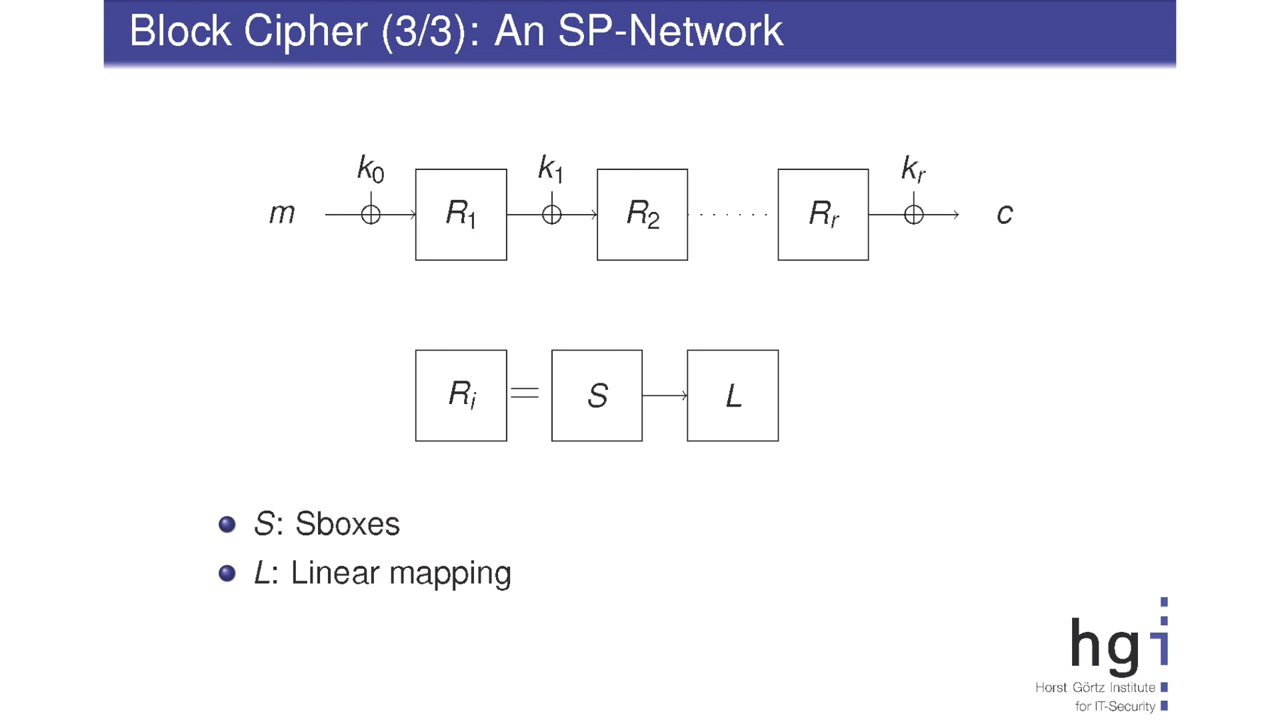 Block Cipher (3/3): An SP-Network
k0 k1 kr
m R1 R2 Rr c
Ri = S L
S: Sboxes
L: Linear mapping
hgi
Horst Görtz Institute
for IT-Security